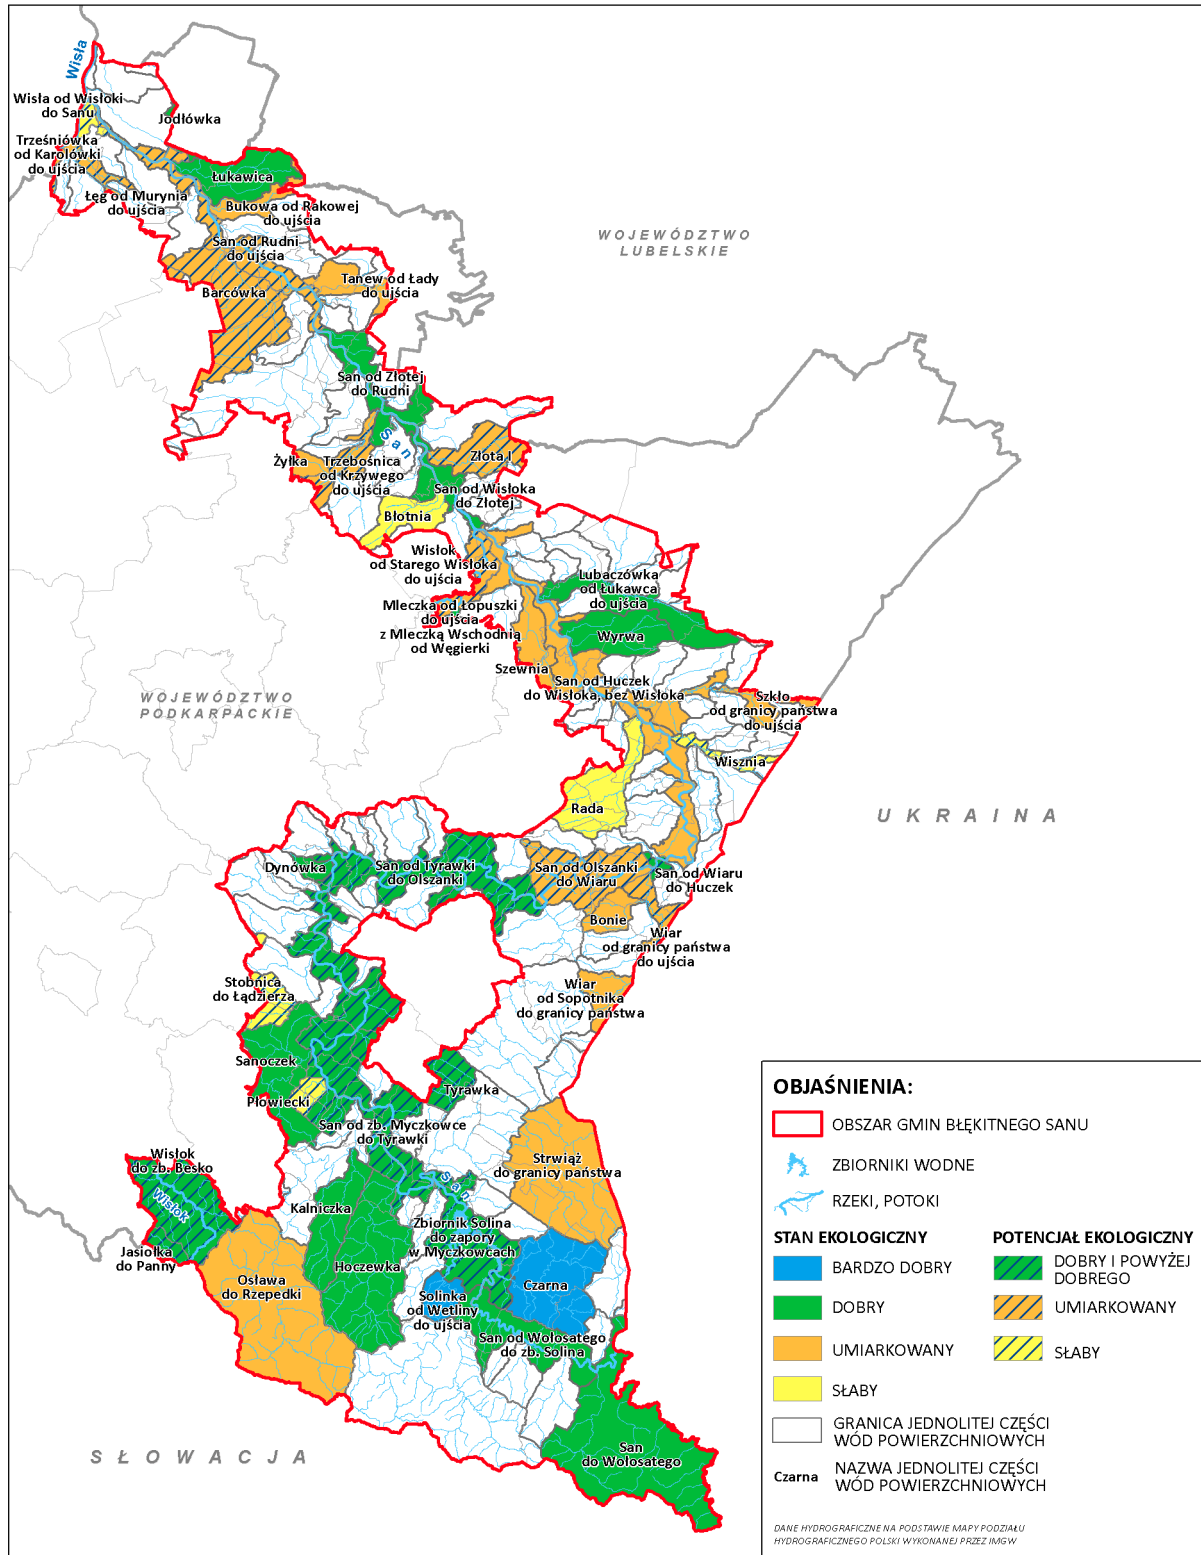 Wisła
Wisła od Wisłoki
do Sanu
Jodłówka
Trześniówka
od Karolówki
do ujścia
Łęg od Murynia
do ujścia
Łukawica
Bukowa od Rakowej
do ujścia
San od Rudni
do ujścia
WOJEWÓDZTWO
LUBELSKIE
Tanew od Łady
do ujścia
Barcówka
San od Złotej
do Rudni
San
Żyłka
Trzebośnica
od Krzywego
do ujścia
Złota I
San od Wisłoka
do Złotej
Błotnia
Wisłok
od Starego Wisłoka
do ujścia
Lubaczówka
od Łukawca
do ujścia
Mleczka od Łopuszki
do ujścia
z Mleczką Wschodnią
od Węgierki
Wyrwa
Szewnia
San od Huczek
do Wisłoka, bez Wisłoka
WOJEWÓDZTWO
PODKARPACKIE
Szkło
od granicy państwa
do ujścia
Wisznia
Rada
UKRAINA
Dynówka
San od Tyrawki
do Olszanki
San od Olszanki
do Wiaru
San od Wiaru
do Huczek
Bonie
Wiar
od granicy państwa
do ujścia
Stobnica
do Łądzierza
Wiar
od Sopotnika
do granicy państwa
Sanoczek
Płowiecki
Tyrawka
San od zb. Myczkowce
do Tyrawki
Strwiąż
do granicy państwa
Wisłok
do zb. Besko
Wisłok
San
Kalniczka
Zbiornik Solina
do zapory
w Myczkowcach
Jasiołka
do Panny
Hoczewka
Osława
do Rzepedki
Czarna
Solinka
od Wetliny
do ujścia
San od Wołosatego
do zb. Solina
San
do Wołosatego
SŁOWACJA
OBJAŚNIENIA:
OBSZAR GMIN BŁĘKITNEGO SANU
ZBIORNIKI WODNE
RZEKI, POTOKI
STAN EKOLOGICZNY
BARDZO DOBRY
DOBRY
UMIARKOWANY
SŁABY
POTENCJAŁ EKOLOGICZNY
DOBRY I POWYŻEJ
DOBREGO
UMIARKOWANY
SŁABY
GRANICA JEDNOLITEJ CZĘŚCI
WÓD POWIERZCHNIOWYCH
Czarna
NAZWA JEDNOLITEJ CZĘŚCI
WÓD POWIERZCHNIOWYCH
DANE HYDROGRAFICZNE NA PODSTAWIE MAPY PODZIAŁU
HYDROGRAFICZNEGO POLSKI WYKONANEJ PRZEZ IMGW